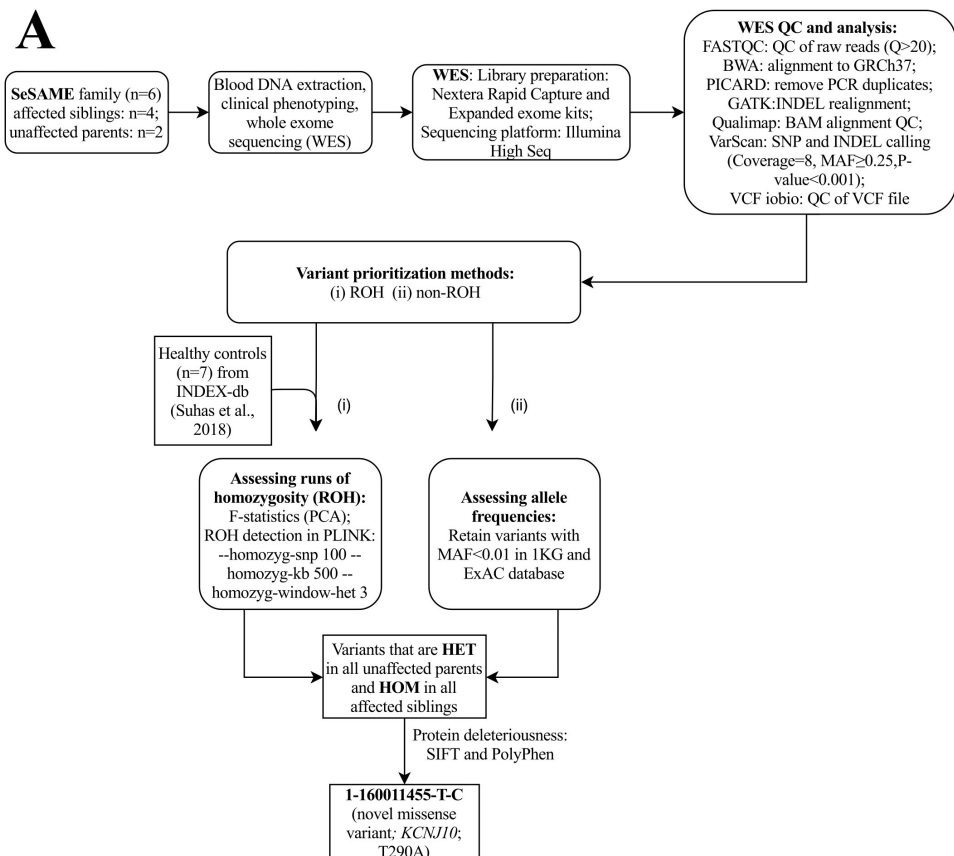 A
SeSAME family (n=6)
affected siblings: n=4;
unaffected parents: n=2
Blood DNA extraction,
clinical phenotyping,
whole exome
sequencing (WES)
WES: Library preparation:
Nextera Rapid Capture and
Expanded exome kits;
Sequencing platform: Illumina
High Seq
WES QC and analysis:
FASTQC: QC of raw reads (Q>20);
BWA: alignment to GRCh37;
PICARD: remove PCR duplicates;
GATK:INDEL realignment;
Qualimap: BAM alignment QC;
VarScan: SNP and INDEL calling
(Coverage=8, MAF≥0.25,P-
value<0.001);
VCF iobio: QC of VCF file
Variant prioritization methods:
(i) ROH (ii) non-ROH
Healthy controls
(n=7) from
INDEX-db
(Suhas et al.,
2018)
(i)
(ii)
Assessing runs of
homozygosity (ROH):
F-statistics (PCA);
ROH detection in PLINK:
--homozyg-snp 100 --
homozyg-kb 500 --
homozyg-window-het 3
Assessing allele
frequencies:
Retain variants with
MAF<0.01 in 1KG and
ExAC database
Variants that are HET
in all unaffected parents
and HOM in all
affected siblings
Protein deleteriousness:
SIFT and PolyPhen
1-160011455-T-C
(novel missense
variant; KCNJ10;
T290A)